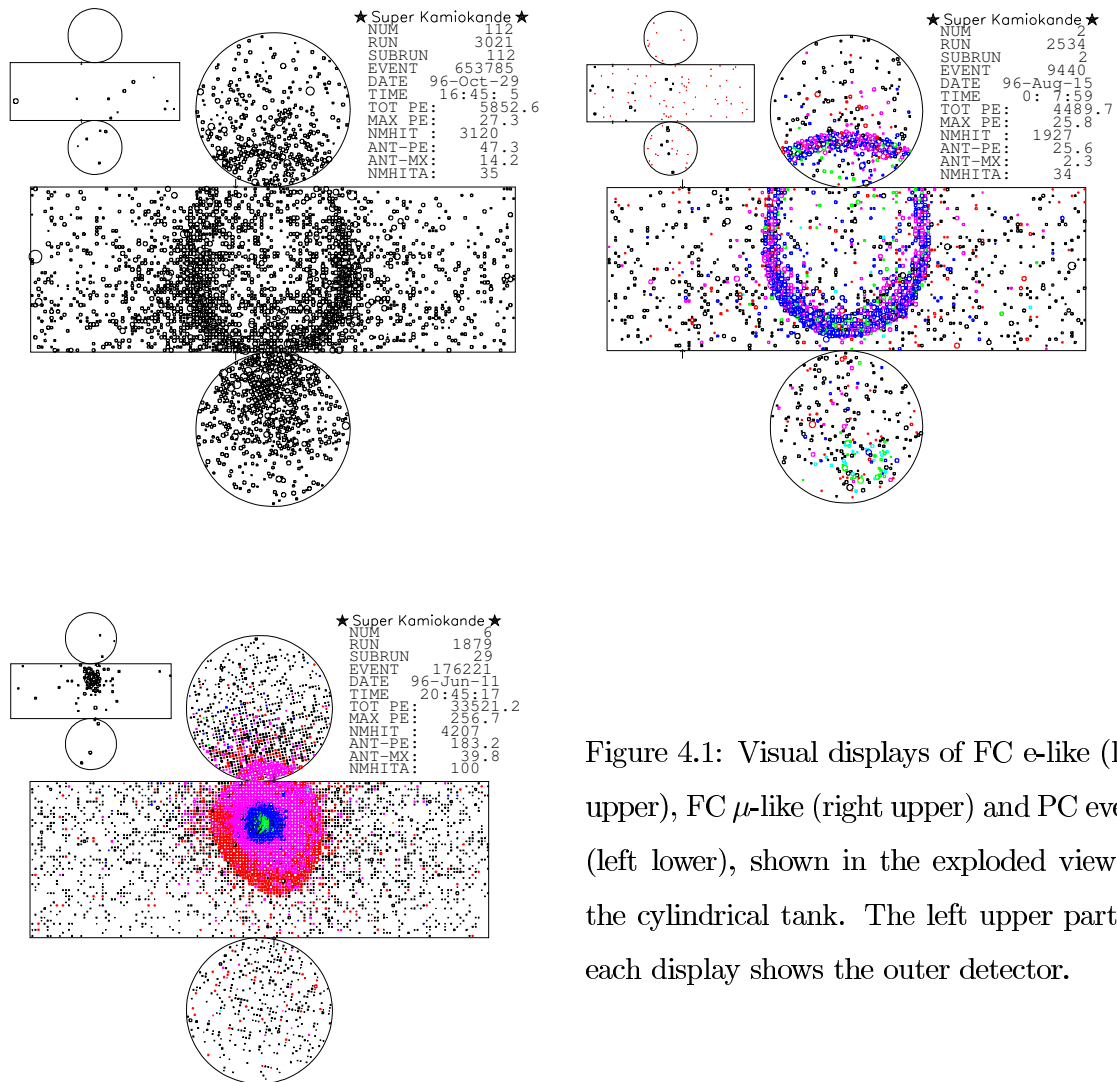 ★ Super Kamiokande ★
NUM 112
RUN 3021
SUBRUN 112
EVENT 653785
DATE 96-Oct-29
TIME 16:45: 5
TOT PE: 5852.6
MAX PE: 27.3
NMHIT : 3120
ANT-PE: 47.3
ANT-MX: 14.2
NMHITA: 35
★ Super Kamiokande ★
NUM 2
RUN 2534
SUBRUN 2
EVENT 9440
DATE 96-Aug-15
TIME 0: 7:59
TOT PE: 4489.7
MAX PE: 25.8
NMHIT : 1927
ANT-PE: 25.6
ANT-MX: 2.3
NMHITA: 34
★ Super Kamiokande ★
NUM 6
RUN 1879
SUBRUN 29
EVENT 176221
DATE 96-Jun-11
TIME 20:45:17
TOT PE: 33521.2
MAX PE: 256.7
NMHIT : 4207
ANT-PE: 183.2
ANT-MX: 39.8
NMHITA: 100
Figure 4.1: Visual displays of FC e-like (
upper), FC μ-like (right upper) and PC
(left lower), shown in the exploded view
the cylindrical tank. The left upper part
each display shows the outer detector.